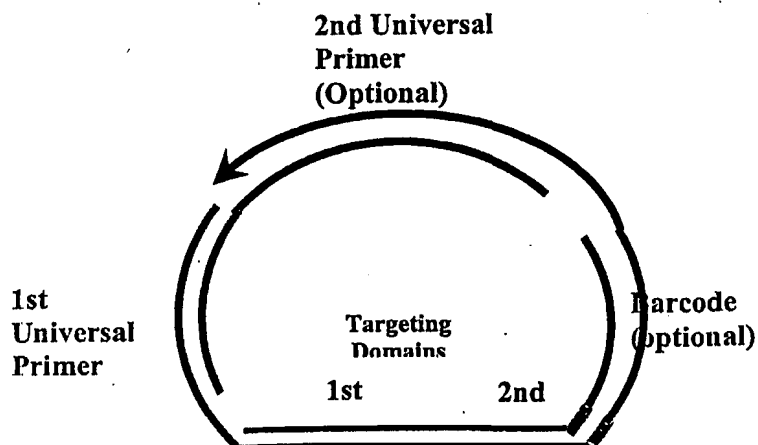 2nd Universal
Primer
(Optional)
1st
Universal
Primer
Targeting
Domains
Barcode
(optional)
1st 2nd